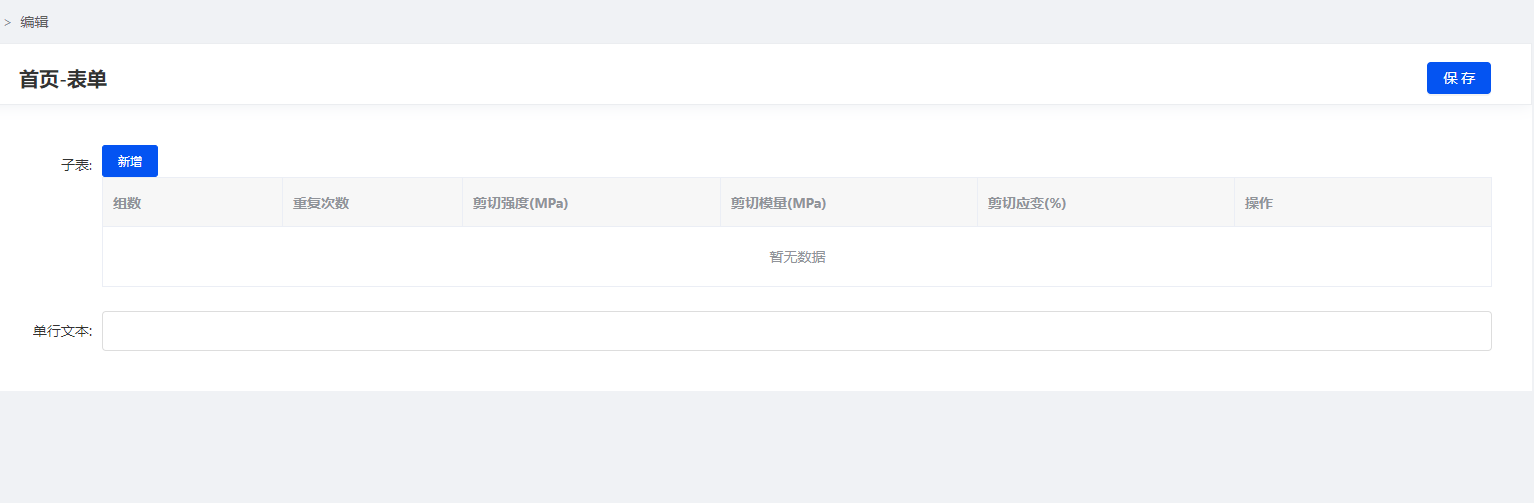 > 编辑
首页-表单
保 存
子表:
新增
组数 重复次数 剪切强度(MPa) 剪切模量(MPa) 剪切应变(%) 操作
暂无数据
单行文本: